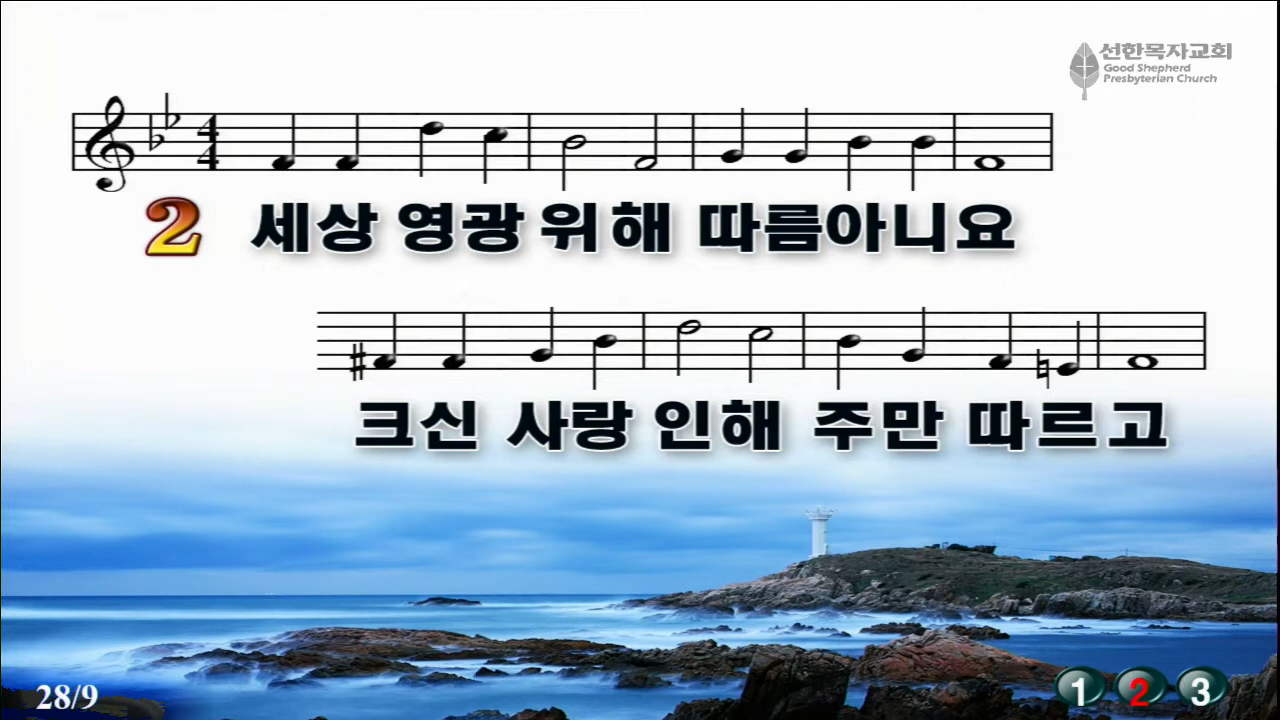 선한목자교회
Good Shepherd
Presbyterian Church
4
4
2 세상 영광 위해 따름아니요
크신 사랑 인해 주만 따르고
28/9
1 2 3